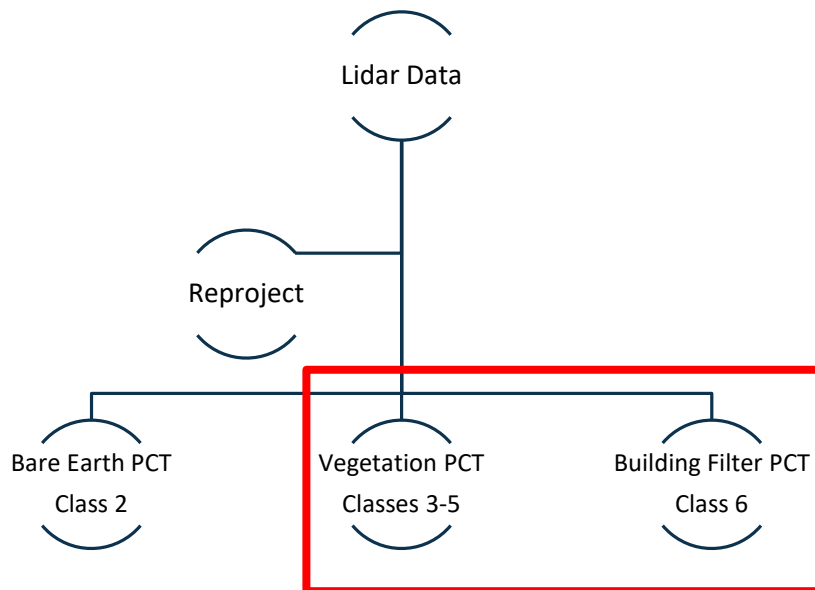 Lidar Data
Reproject
Bare Earth PCT
Class 2
Vegetation PCT
Classes 3-5
Building Filter PCT
Class 6